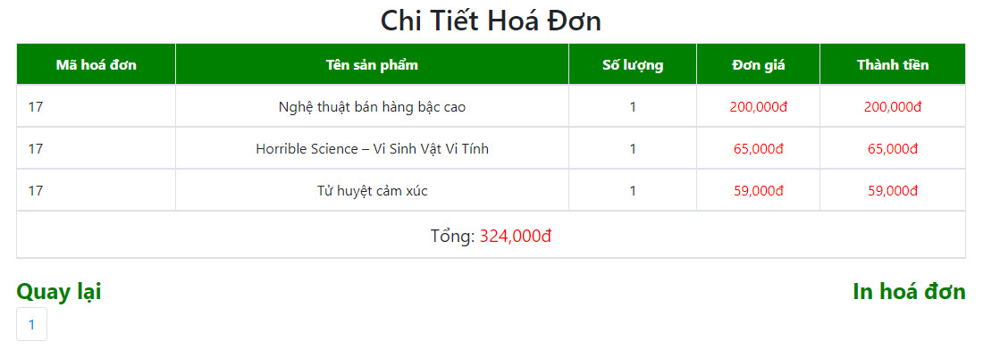 Chi Tiết Hoá Đơn
Mã hoá đơn Tên sản phẩm Số lượng Đơn giá Thành tiền
17 Nghệ thuật bán hàng bậc cao 1 200,000đ 200,000đ
17 Horrible Science – Vi Sinh Vật Vi Tính 1 65,000đ 65,000đ
17 Tử huyệt cảm xúc 1 59,000đ 59,000đ
Tổng: 324,000đ
Quay lại In hoá đơn
1